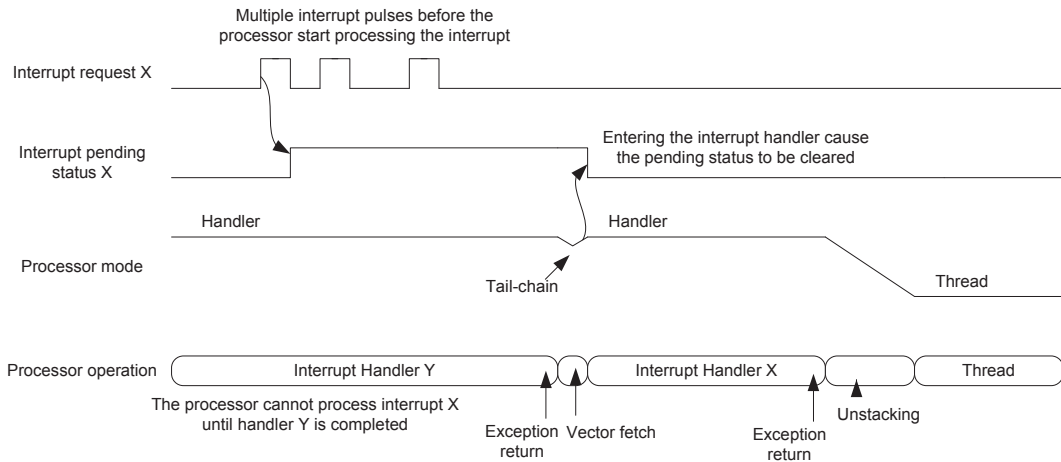 Multiple interrupt pulses before the
processor start processing the interrupt
Interrupt request X
Interrupt pending
status X
Entering the interrupt handler cause
the pending status to be cleared
Handler
Handler
Processor mode
Tail-chain
Thread
Processor operation
Interrupt Handler Y
Interrupt Handler X
Thread
The processor cannot process interrupt X
until handler Y is completed
Exception
return
Vector fetch
Exception
return
Unstacking